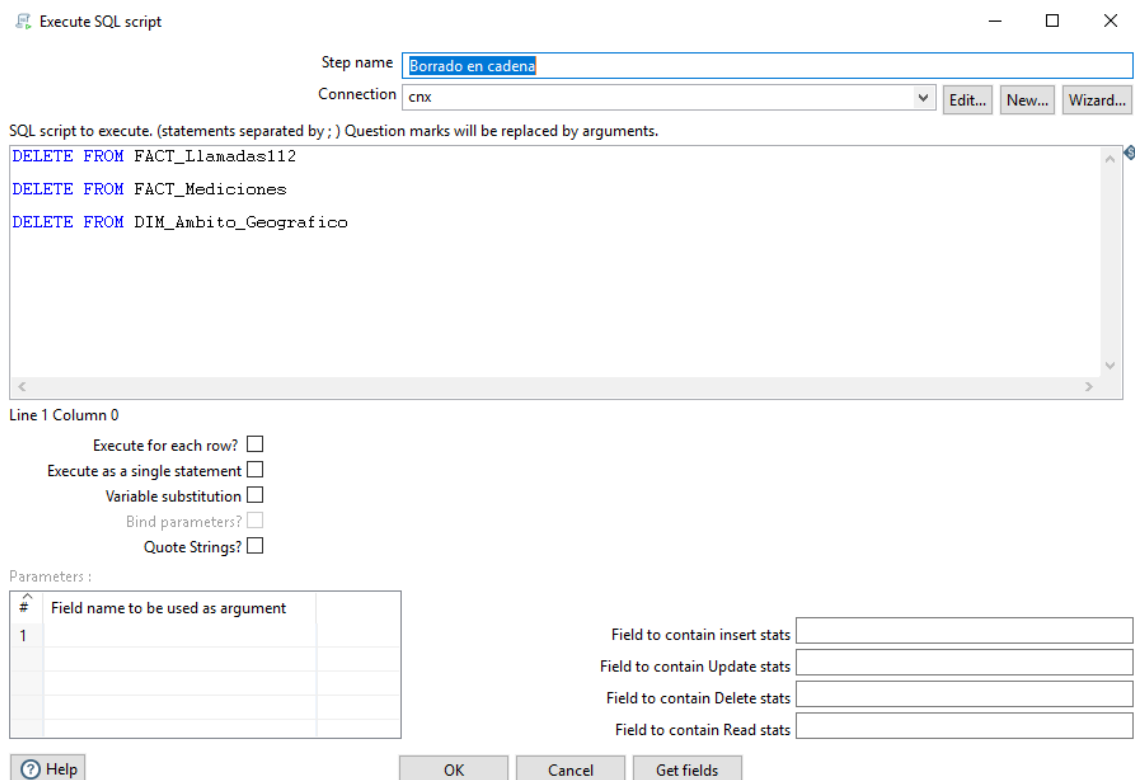 Execute SQL script
Step name Borrado en cadena
Connection cnx Edit... New... Wizard...
SQL script to execute. (statements separated by ; ) Question marks will be replaced by arguments.
DELETE FROM FACT_Llamadas112
DELETE FROM FACT_Mediciones
DELETE FROM DIM_Ambito_Geografico
Line 1 Column 0
Execute for each row?
Execute as a single statement
Variable substitution
Bind parameters?
Quote Strings?
Parameters :
# Field name to be used as argument
1
Field to contain insert stats
Field to contain Update stats
Field to contain Delete stats
Field to contain Read stats
Help OK Cancel Get fields